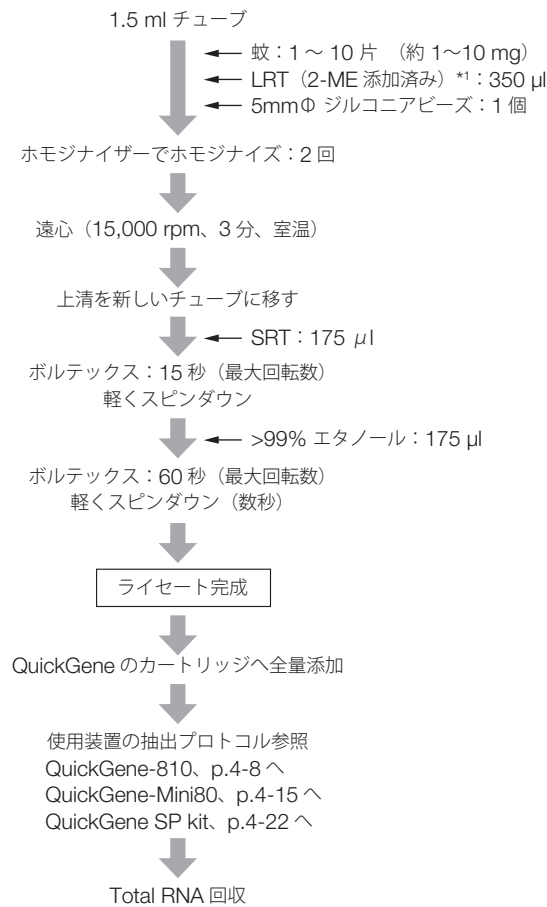 1.5 ml チューブ
蚊：1 ～ 10 片 （約 1～10 mg）
LRT（2-ME 添加済み）*1：350 µl
5mmΦ ジルコニアビーズ：1 個
ホモジナイザーでホモジナイズ：2 回
遠心（15,000 rpm、3 分、室温）
上清を新しいチューブに移す
SRT：175 μl
ボルテックス：15 秒（最大回転数）
軽くスピンダウン
>99% エタノール：175 µl
ボルテックス：60 秒（最大回転数）
軽くスピンダウン（数秒）
ライセート完成
QuickGene のカートリッジへ全量添加
使用装置の抽出プロトコル参照
QuickGene-810、p.4-8 へ
QuickGene-Mini80、p.4-15 へ
QuickGene SP kit、p.4-22 へ
Total RNA 回収